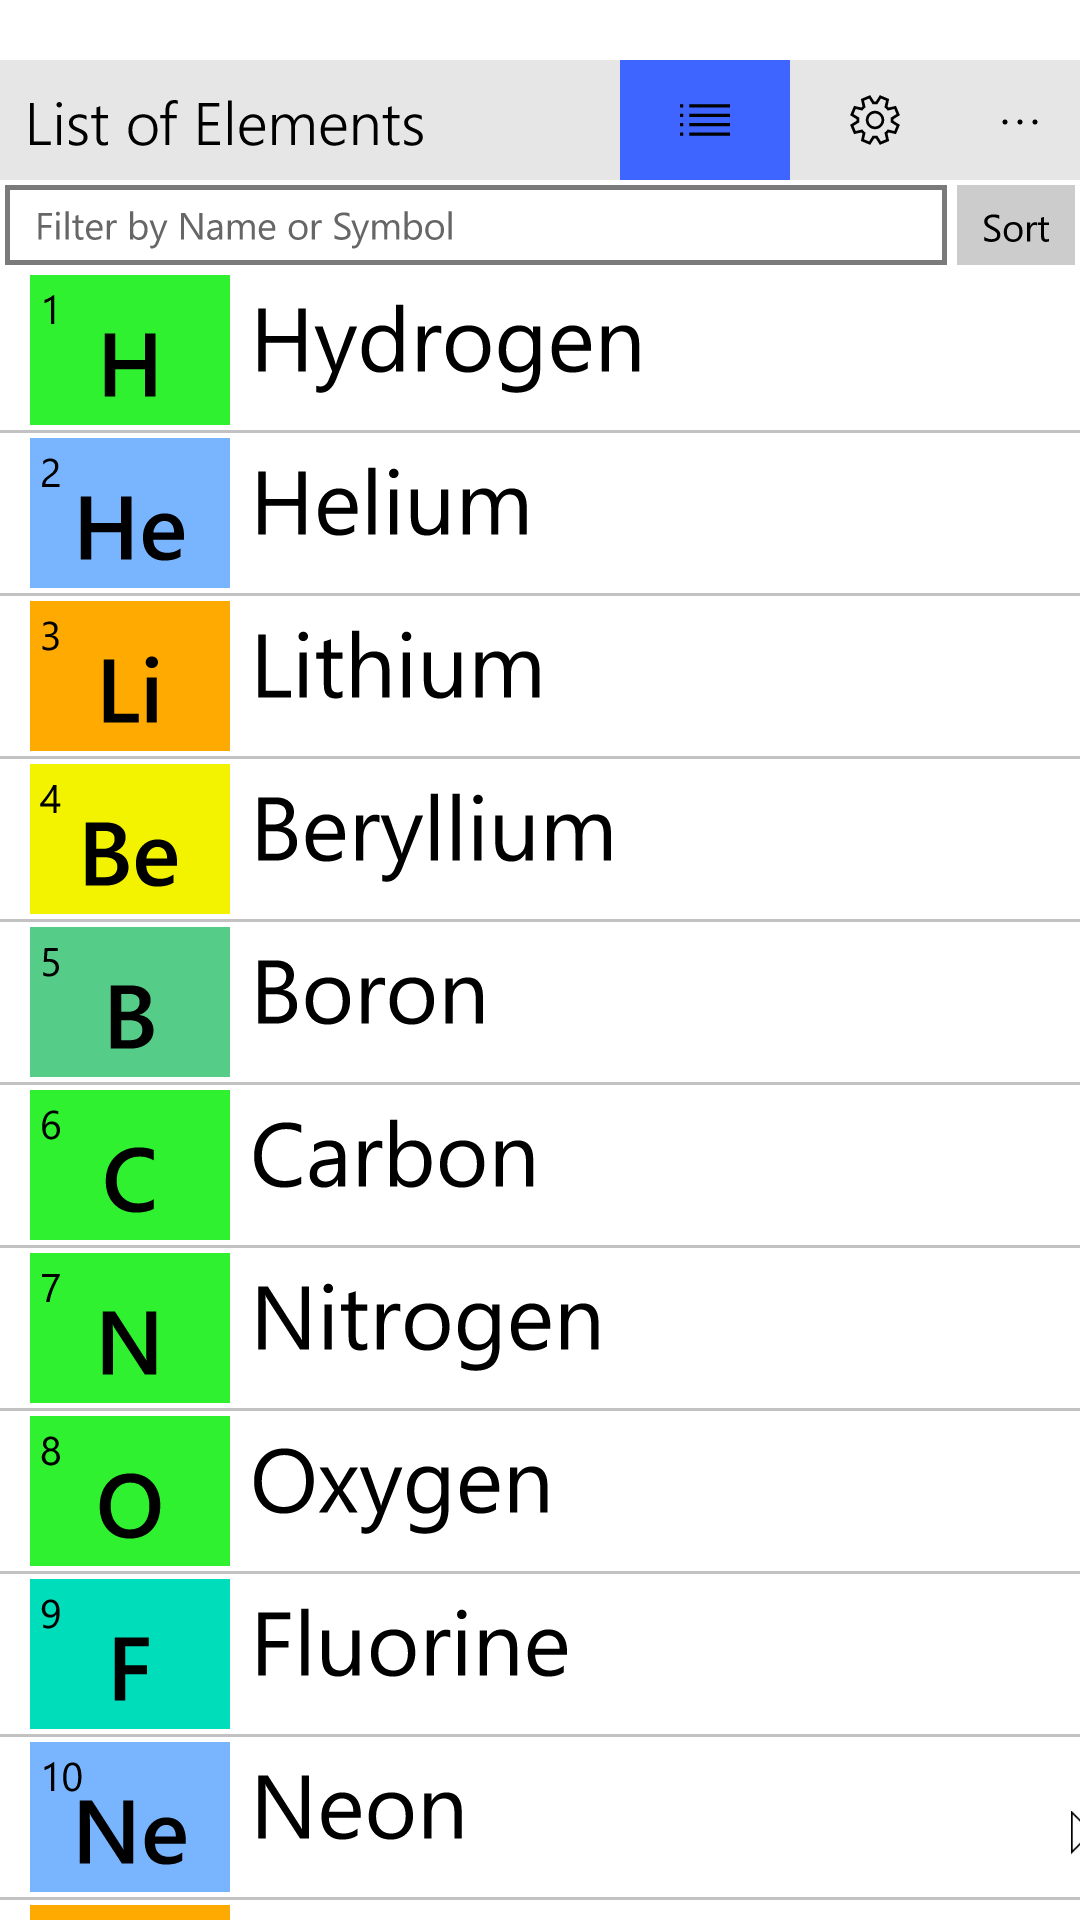 List of Elements
...
Filter by Name or Symbol
Sort
1
H
Hydrogen
2
He
Helium
3
Li
Lithium
4
Be
Beryllium
5
B
Boron
6
C
Carbon
7
N
Nitrogen
8
O
Oxygen
9
F
Fluorine
10
Ne
Neon